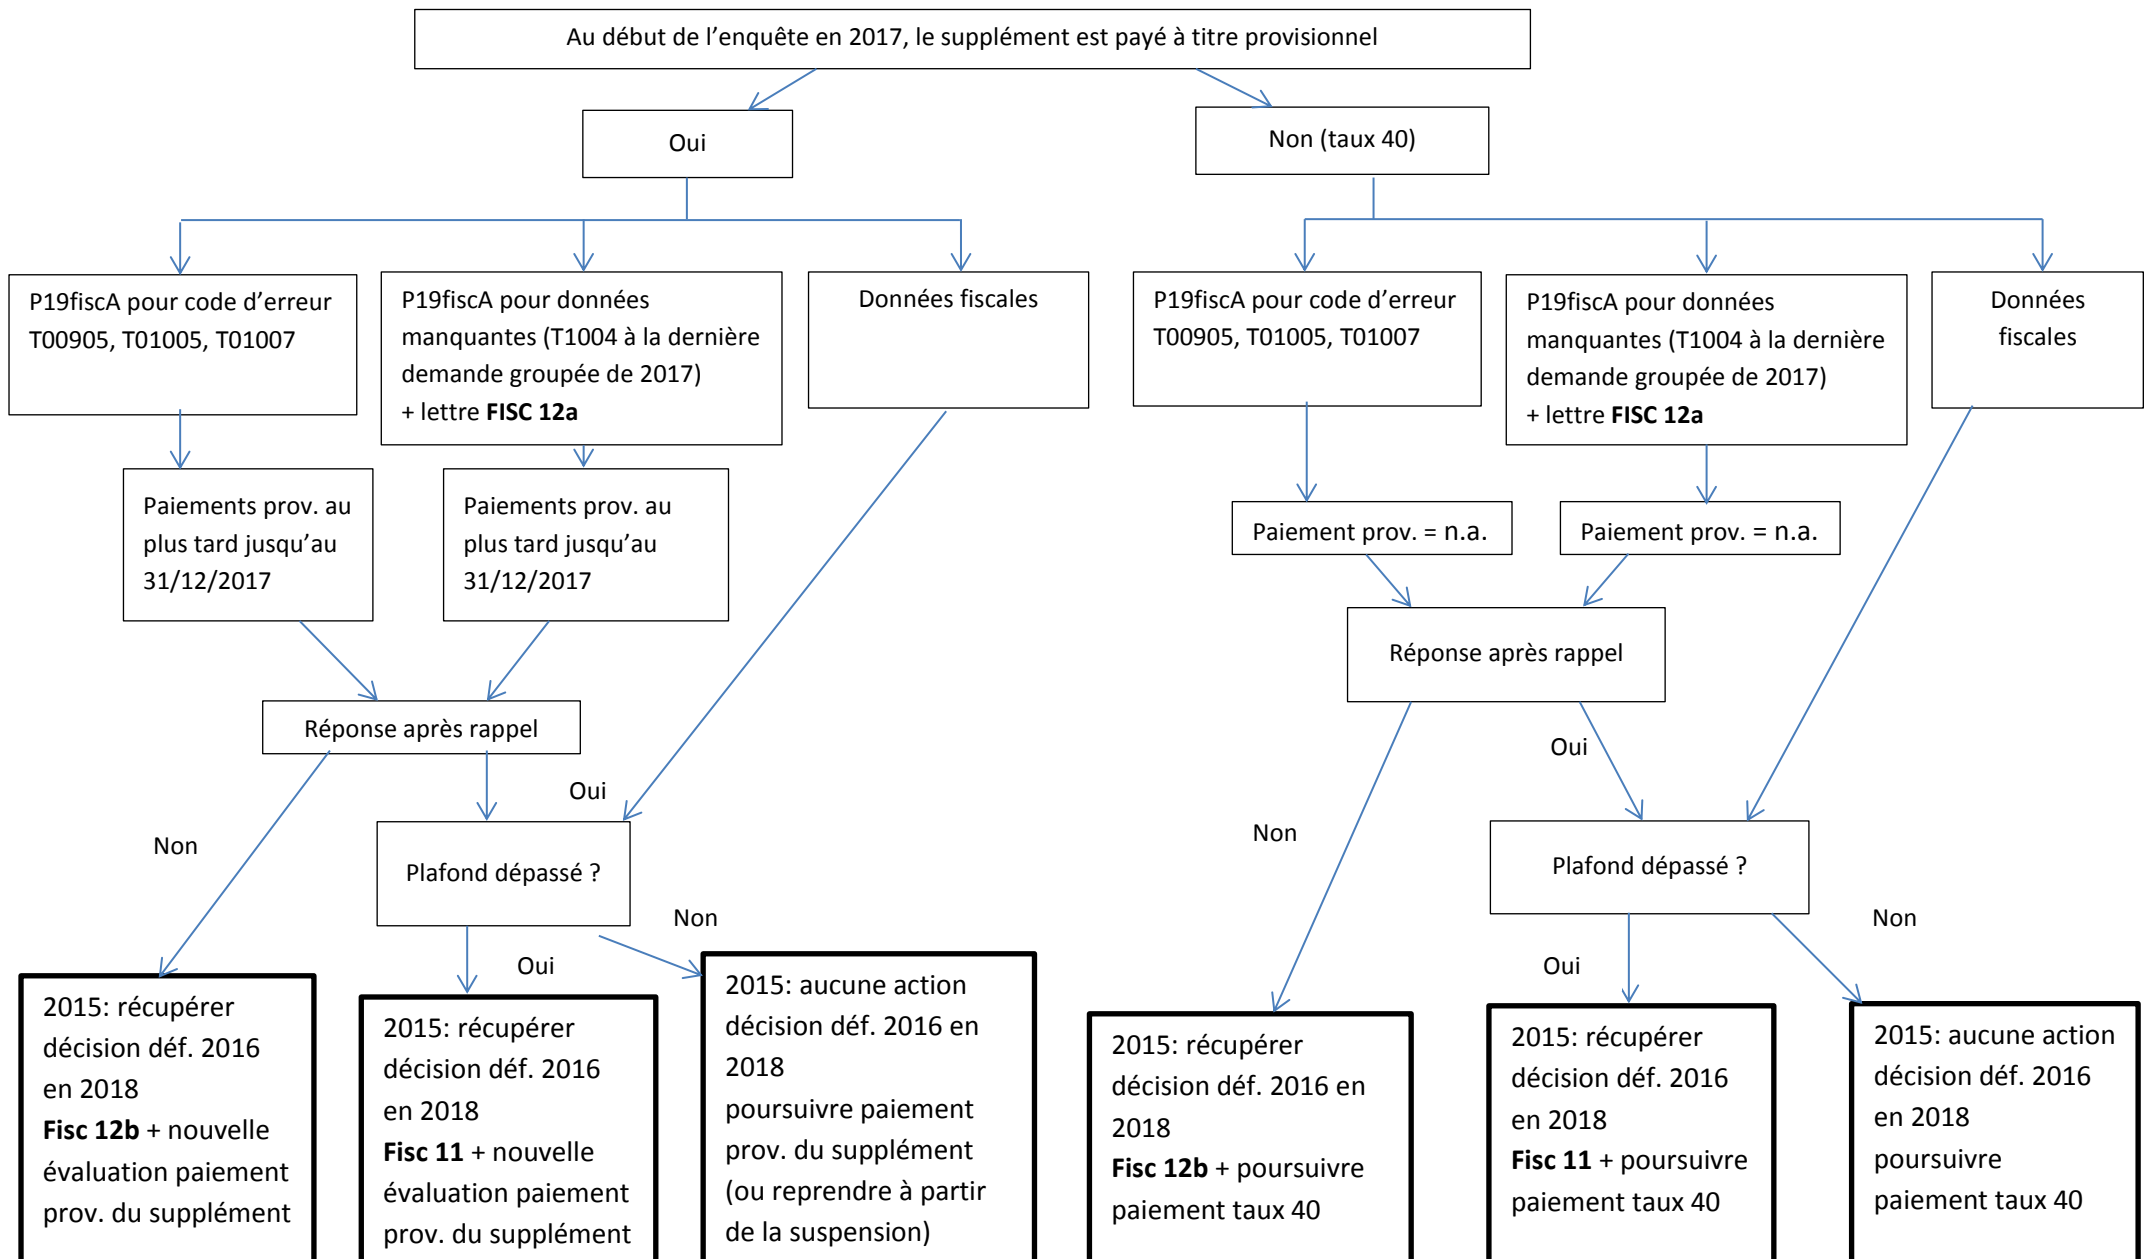 Au début de l'enquête en 2017, le supplément est payé à titre provisionnel
Oui
Non (taux 40)
P19fiscA pour code d'erreur
T00905, T01005, T01007
P19fiscA pour données
manquantes (T1004 à la dernière
demande groupée de 2017)
+ lettre FISC 12a
Données fiscales
P19fiscA pour code d'erreur
T00905, T01005, T01007
P19fiscA pour données
manquantes (T1004 à la dernière
demande groupée de 2017)
+ lettre FISC 12a
Données
fiscales
Paiements prov. au
plus tard jusqu'au
31/12/2017
Paiements prov. au
plus tard jusqu'au
31/12/2017
Paiement prov. = n.a.
Paiement prov. = n.a.
Réponse après rappel
Réponse après rappel
Oui
Non
Oui
Non
Plafond dépassé ?
Plafond dépassé ?
Non
Oui
Non
Oui
2015: récupérer
décision déf. 2016
en 2018
Fisc 12b + nouvelle
évaluation paiement
prov. du supplément
2015: récupérer
décision déf. 2016
en 2018
Fisc 11 + nouvelle
évaluation paiement
prov. du supplément
2015: aucune action
décision déf. 2016 en
2018
poursuivre paiement
prov. du supplément
(ou reprendre à partir
de la suspension)
2015: récupérer
décision déf. 2016 en
2018
Fisc 12b + poursuivre
paiement taux 40
2015: récupérer
décision déf. 2016
en 2018
Fisc 11 + poursuivre
paiement taux 40
2015: aucune action
décision déf. 2016
en 2018
poursuivre
paiement taux 40